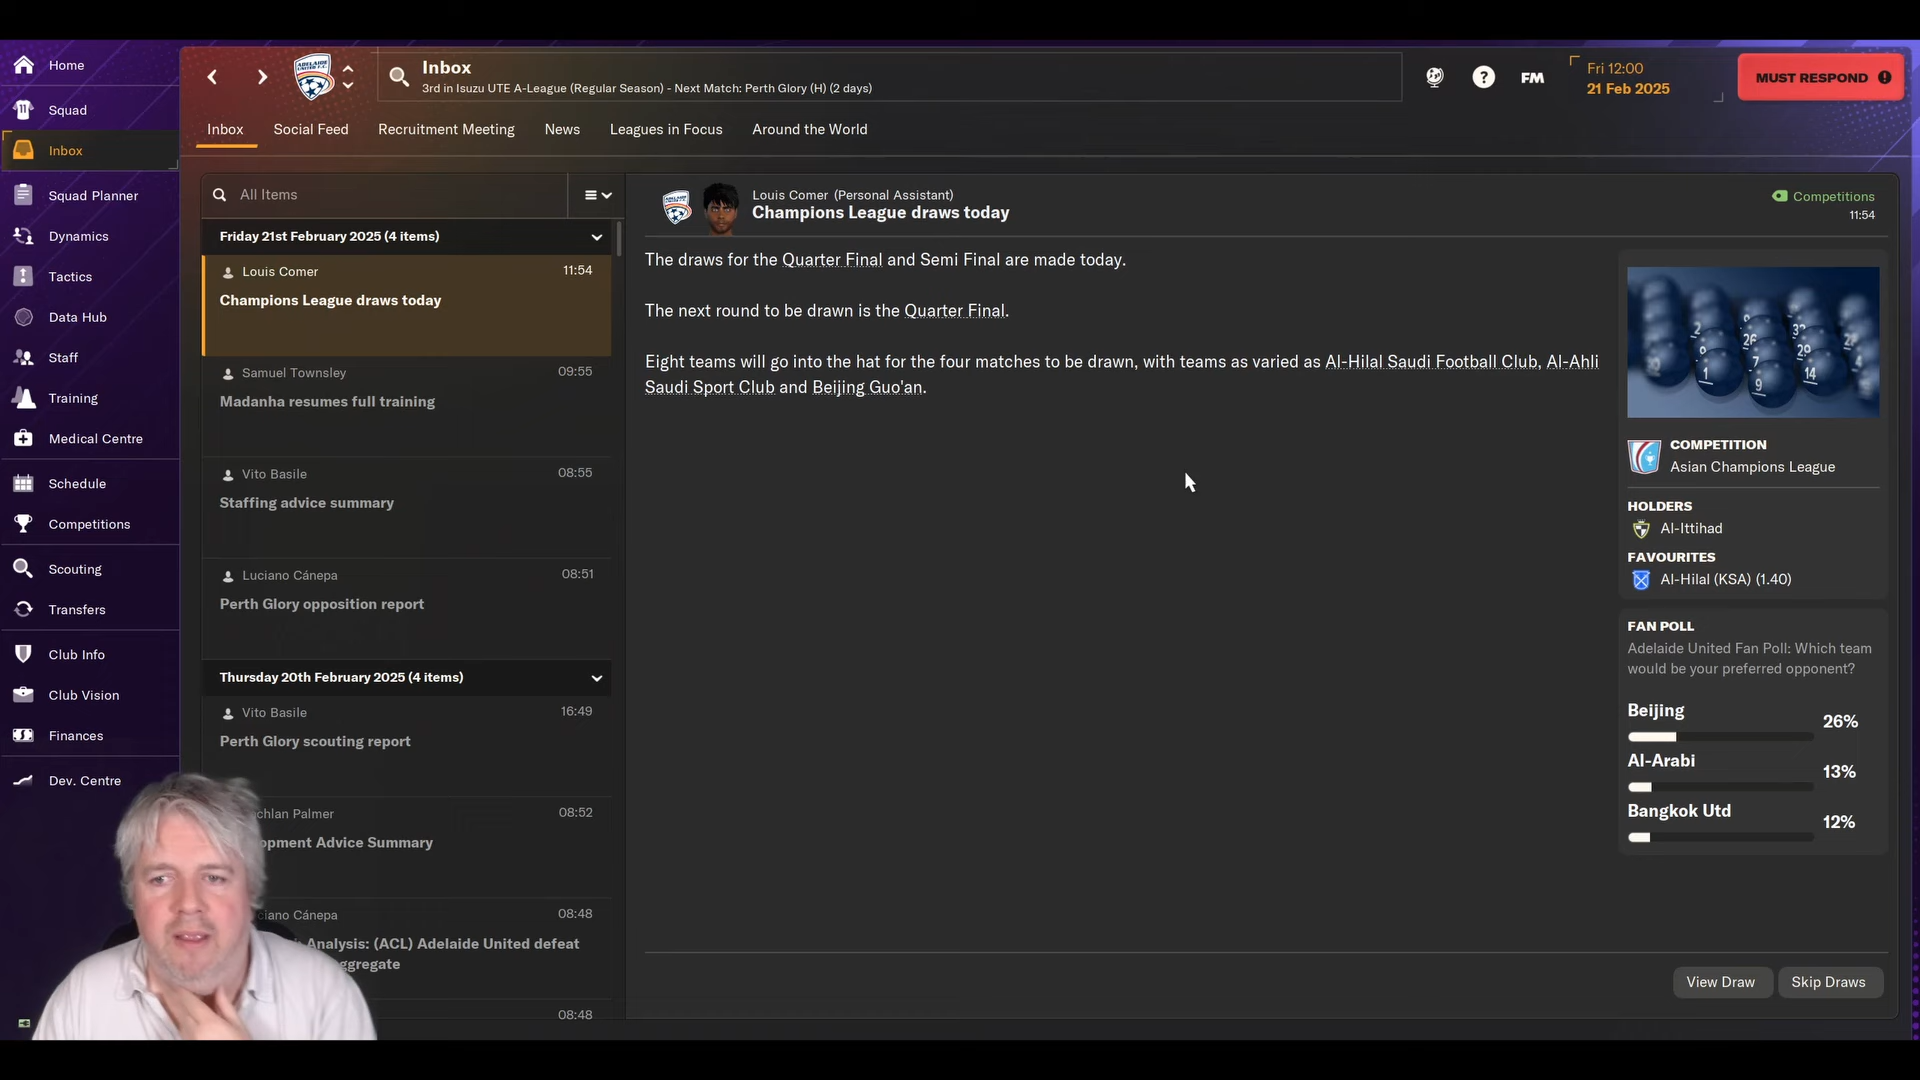 Home
Squad
Inbox
Squad Planner
Dynamics
Tactics
Data Hub
Staff
Training
Medical Centre
Schedule
Competitions
Scouting
Transfers
Club Info
Club Vision
Finances
Dev. Centre
Inbox
3rd in Isuzu UTE A-League (Regular Season) - Next Match: Perth Glory (H) (2 days)
FM
Fri 12:00
21 Feb 2025
MUST RESPOND
Inbox Social Feed Recruitment Meeting News Leagues in Focus Around the World
All Items
Friday 21st February 2025 (4 items)
Louis Comer 11:54
Champions League draws today
Samuel Townsley 09:55
Madanha resumes full training
Vito Basile 08:55
Staffing advice summary
Luciano Cánepa 08:51
Perth Glory opposition report
Thursday 20th February 2025 (4 items)
Vito Basile 16:49
Perth Glory scouting report
chlan Palmer 08:52
opment Advice Summary
ciano Cánepa 08:48
Analysis: (ACL) Adelaide United defeat
ggregate
08:48
Louis Comer (Personal Assistant)
Champions League draws today
Competitions
11:54
The draws for the Quarter Final and Semi Final are made today.
The next round to be drawn is the Quarter Final.
Eight teams will go into the hat for the four matches to be drawn, with teams as varied as Al-Hilal Saudi Football Club, Al-Ahli
Saudi Sport Club and Beijing Guo'an.
COMPETITION
Asian Champions League
HOLDERS
Al-Ittihad
FAVOURITES
Al-Hilal (KSA) (1.40)
FAN POLL
Adelaide United Fan Poll: Which team
would be your preferred opponent?
Beijing 26%
Al-Arabi 13%
Bangkok Utd 12%
View Draw Skip Draws